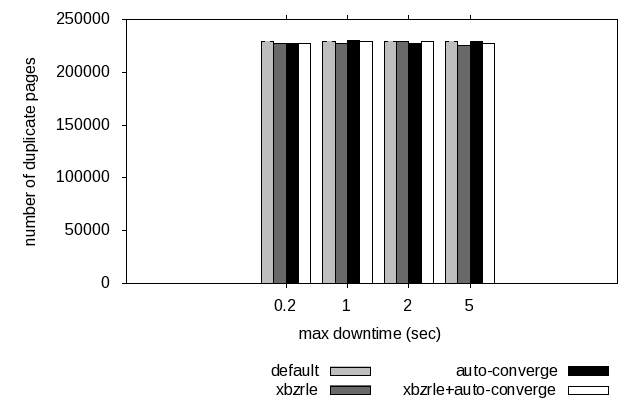 250000
200000
150000
100000
50000
0
number of duplicate pages
0.2 1 2 5
max downtime (sec)
default auto-converge
xbzrle xbzrle+auto-converge